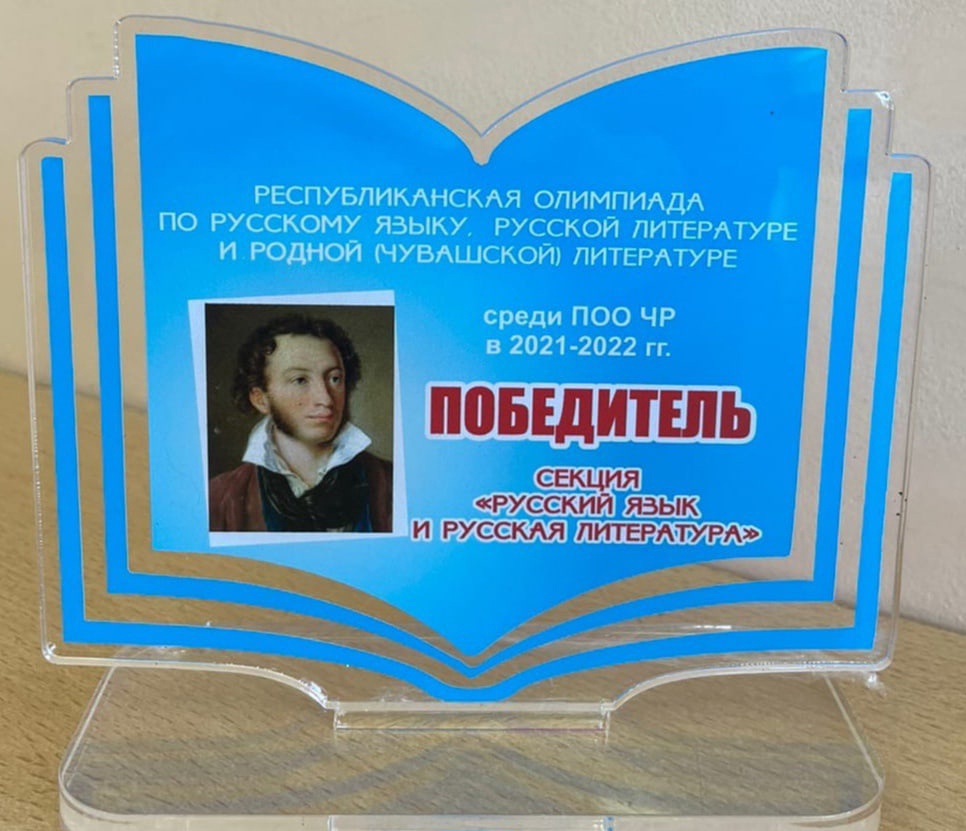 РЕСПУБЛИКАНСКАЯ ОЛИМПИАДА
ПО РУССКОМУ ЯЗЫКУ, РУССКОЙ ЛИТЕРАТУРЕ
И РОДНОЙ (ЧУВАШСКОЙ) ЛИТЕРАТУРЕ
среди ПОО ЧР
в 2021-2022 гг.
ПОБЕДИТЕЛЬ
СЕКЦИЯ
«РУССКИЙ ЯЗЫК
И РУССКАЯ ЛИТЕРАТУРА»